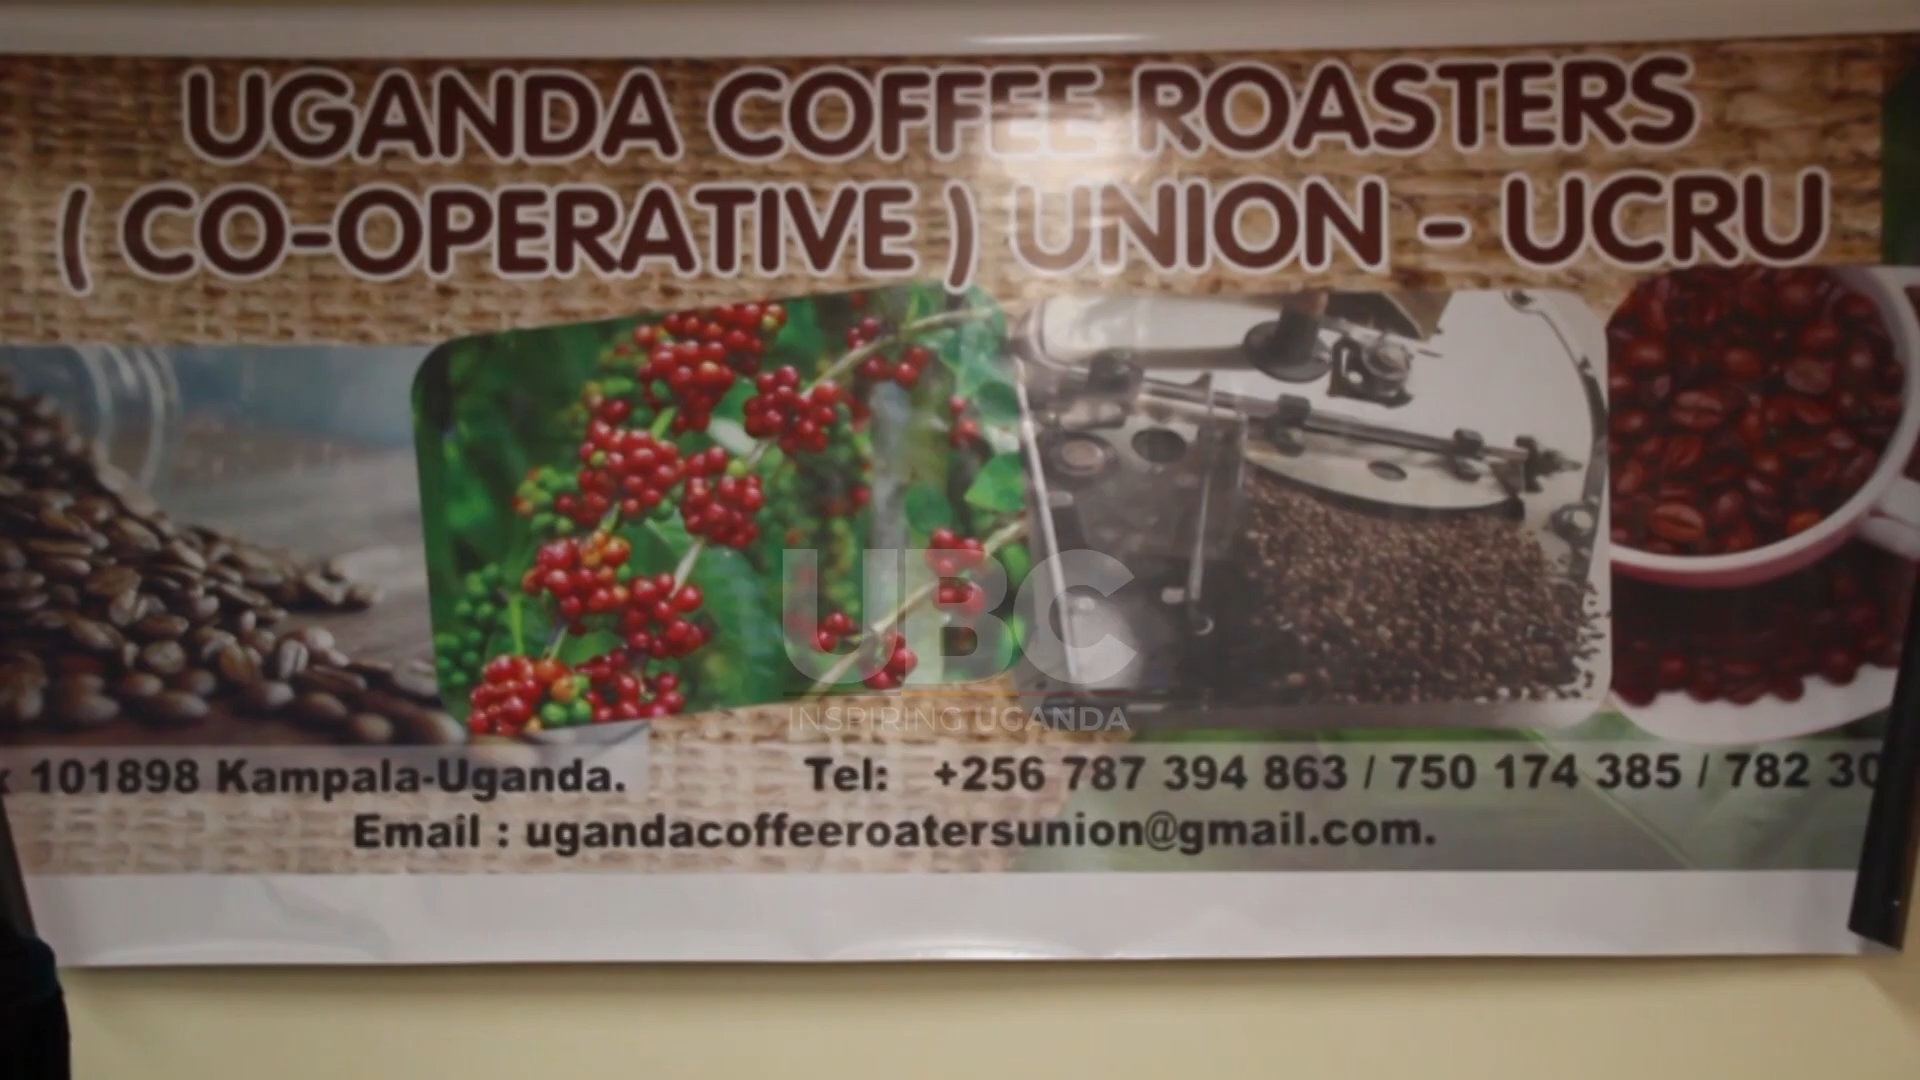 UGANDA COFFEE ROASTERS
( CO-OPERATIVE ) UNION - UCRU
UBC
INSPIRING UGANDA
101898 Kampala-Uganda. Tel: +256 787 394 863 / 750 174 385 / 782 30
Email : ugandacoffeeroatersunion@gmail.com.